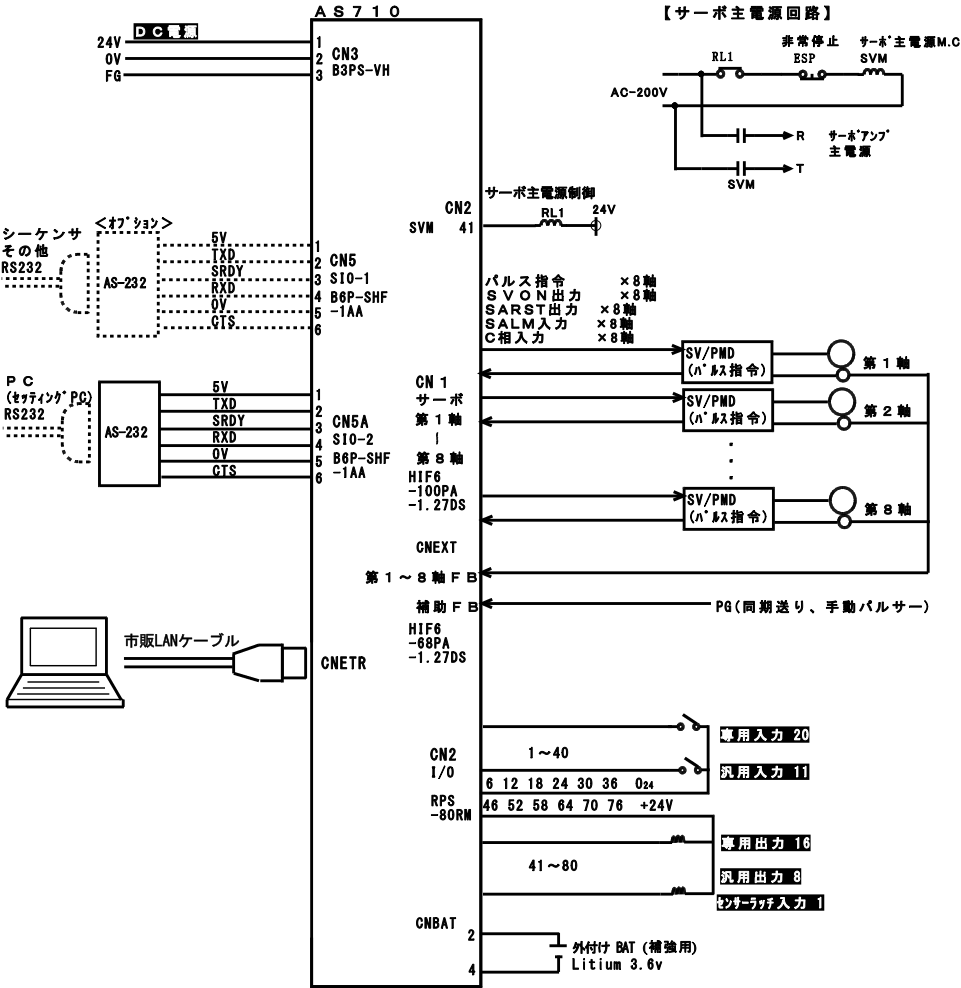 AS710
DC電源
24V
0V
FG
1
2
3
CN3
B3PS-VH
【サーボ主電源回路】
非常停止
サーボ主電源M.C
RL1
ESP
SVM
AC-200V
R
サーボアンプ
主電源
T
SVM
サーボ主電源制御
CN2
SVM 41
RL1
24V
シーケンサ
その他
RS232
<オプション>
AS-232
5V
TXD
SRDY
RXD
0V
CTS
1
2
3
4
5
6
CN5
SIO-1
B6P-SHF
-1AA
パルス指令 ×8軸
SVON出力 ×8軸
SARST出力 ×8軸
SALM入力 ×8軸
C相入力 ×8軸
PC
(セッティングPC)
RS232
AS-232
5V
TXD
SRDY
RXD
0V
CTS
1
2
3
4
5
6
CN5A
SIO-2
B6P-SHF
-1AA
CN1
サーボ
第1軸
~
第8軸
HIF6
-100PA
-1.27DS
SV/PMD
(パルス指令)
第1軸
SV/PMD
(パルス指令)
第2軸
SV/PMD
(パルス指令)
第8軸
CNEXT
第1~8軸FB
補助FB
PG(同期送り、手動パルサー)
HIF6
-68PA
-1.27DS
市販LANケーブル
CNETR
CN2
I/O
RPS
-80RM
1~40
6 12 18 24 30 36 024
46 52 58 64 70 76 +24V
41~80
専用入力 20
汎用入力 11
専用出力 16
汎用出力 8
センサーラッチ入力 1
CNBAT
2
4
外付け BAT (補強用)
Litium 3.6v